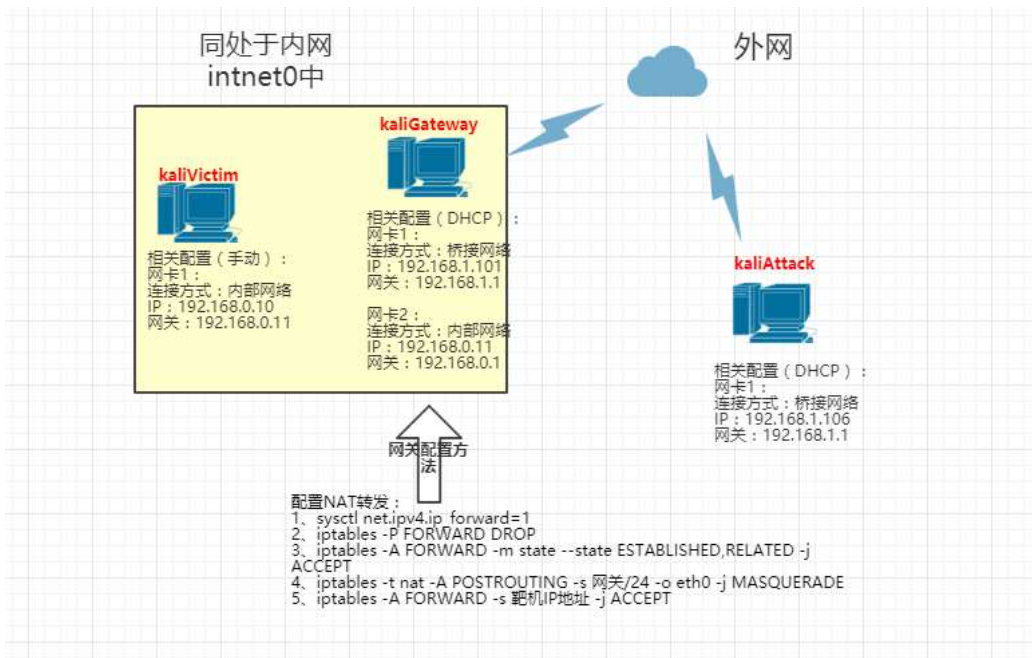 同处于内网
intnet0中
外网
kaliGateway
kaliVictim
相关配置（DHCP）：
网卡1：
连接方式：桥接网络
IP：192.168.1.101
网关：192.168.1.1
网卡2：
连接方式：内部网络
IP：192.168.0.11
网关：192.168.0.1
相关配置（手动）：
网卡1：
连接方式：内部网络
IP：192.168.0.10
网关：192.168.0.11
kaliAttack
相关配置（DHCP）：
网卡1：
连接方式：桥接网络
IP：192.168.1.106
网关：192.168.1.1
网关配置方
法
配置NAT转发：
1、sysctl net.ipv4.ip_forward=1
2、iptables -P FORWARD DROP
3、iptables -A FORWARD -m state --state ESTABLISHED,RELATED -j
ACCEPT
4、iptables -t nat -A POSTROUTING -s 网关/24 -o eth0 -j MASQUERADE
5、iptables -A FORWARD -s 靶机IP地址 -j ACCEPT